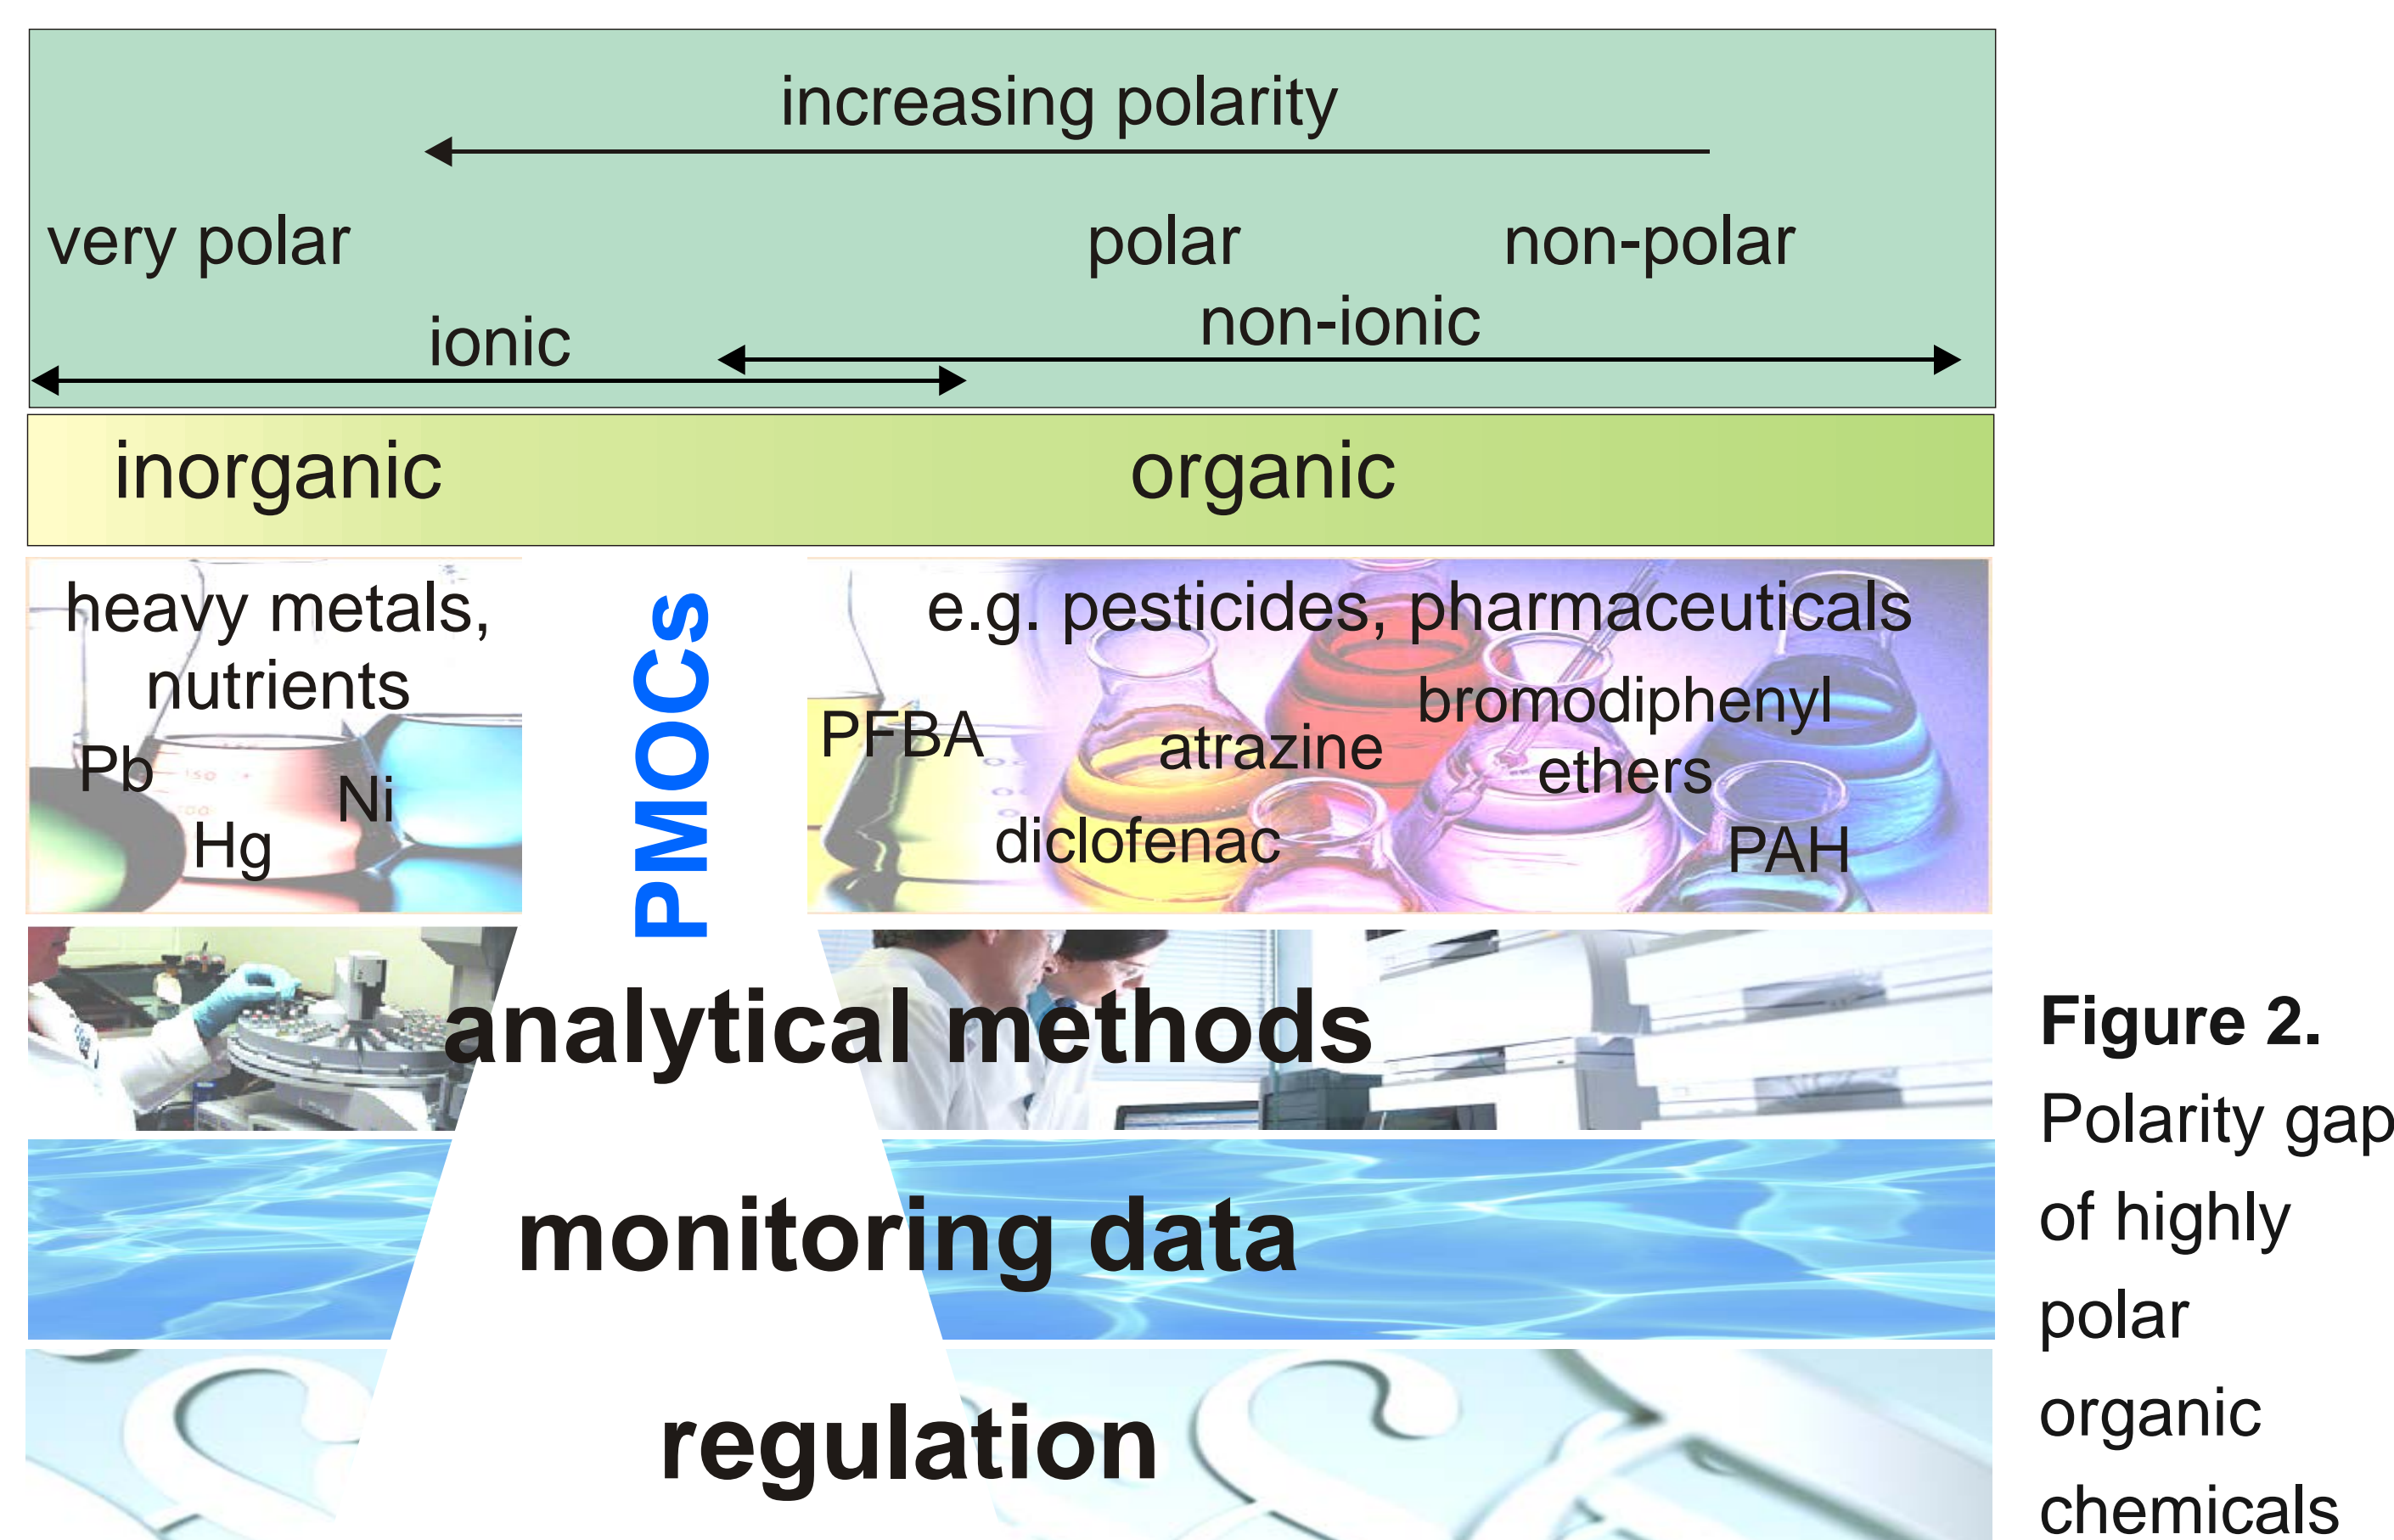 increasing polarity
very polar
polar
non-polar
ionic
non-ionic
inorganic
organic
heavy metals,
nutrients
Pb
Ni
Hg
PMOCs
e.g. pesticides, pharmaceuticals
PFBA
atrazine
bromodiphenyl
ethers
diclofenac
PAH
analytical methods
monitoring data
regulation
Figure 2.
Polarity gap
of highly
polar
organic
chemicals